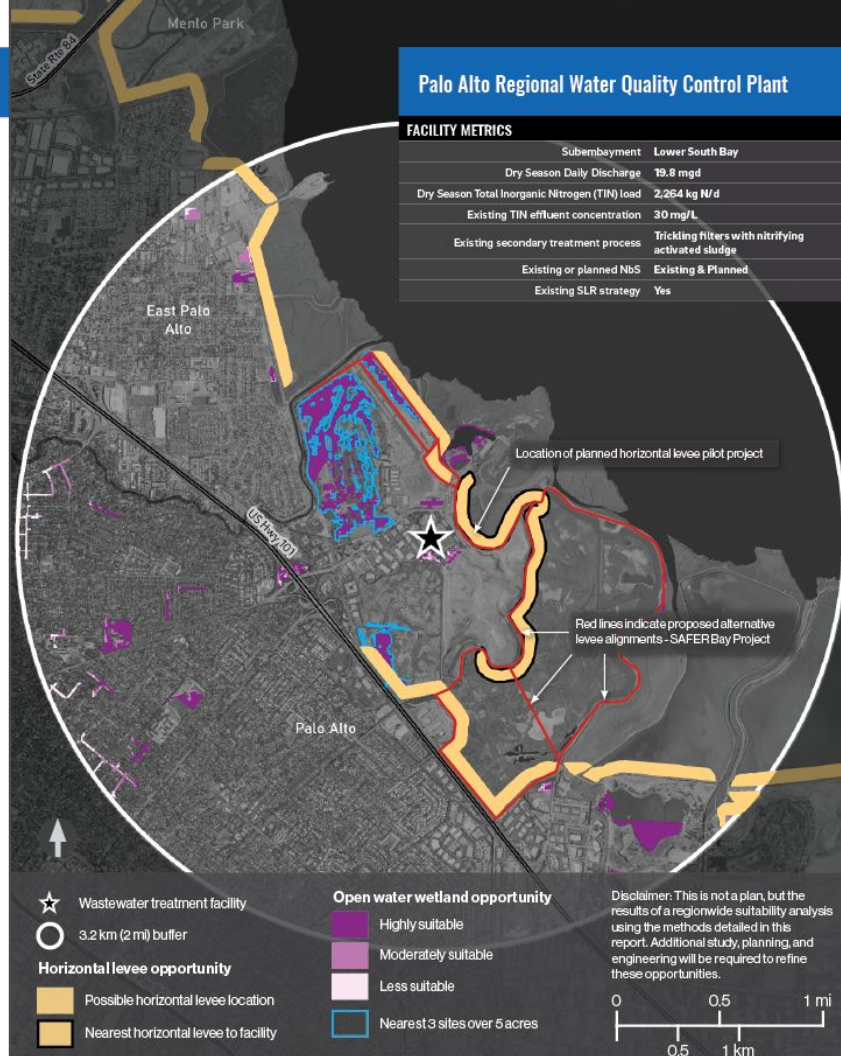 Menlo Park
State Rte 84
Palo Alto Regional Water Quality Control Plant
FACILITY METRICS
Subembayment Lower South Bay
Dry Season Daily Discharge 19.8 mgd
Dry Season Total Inorganic Nitrogen (TIN) load 2,264 kg N/d
Existing TIN effluent concentration 30 mg/L
Existing secondary treatment process Trickling filters with nitrifying
activated sludge
Existing or planned NbS Existing & Planned
Existing SLR strategy Yes
East Palo
Alto
Location of planned horizontal levee pilot project
US Hwy 101
Red lines indicate proposed alternative
levee alignments - SAFER Bay Project
Palo Alto
Wastewater treatment facility
3.2 km (2 mi) buffer
Horizontal levee opportunity
Possible horizontal levee location
Nearest horizontal levee to facility
Open water wetland opportunity
Highly suitable
Moderately suitable
Less suitable
Nearest 3 sites over 5 acres
Disclaimer: This is not a plan, but the
results of a regionwide suitability analysis
using the methods detailed in this
report. Additional study, planning, and
engineering will be required to refine
these opportunities.
0 0.5 1 mi
0.5 1 km